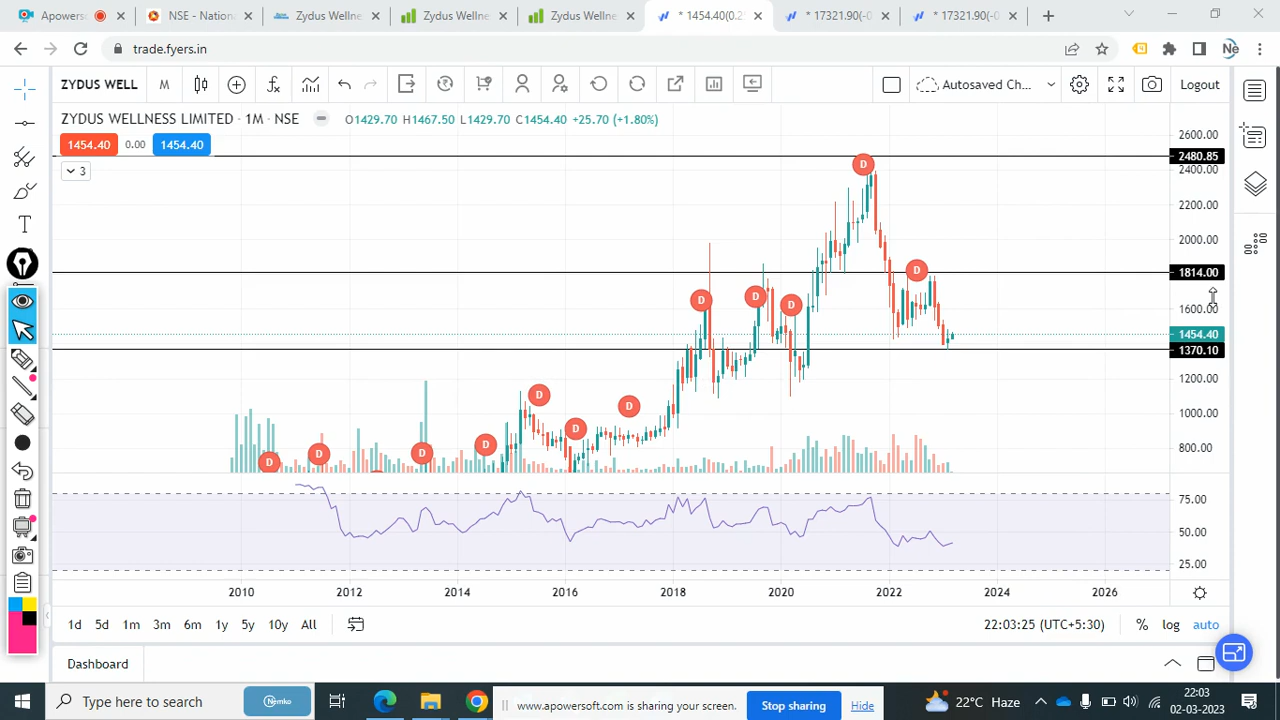 Apowers
NSE - Nation
Zydus Wellne
Zydus Wellne
Zydus Wellne
* 1454.40(0.2
* 17321.90(-0
* 17321.90(-0
trade.fyers.in
Ne
ZYDUS WELL
M
Autosaved Ch...
Logout
ZYDUS WELLNESS LIMITED · 1M · NSE
O1429.70 H1467.50 L1429.70 C1454.40 +25.70 (+1.80%)
1454.40 0.00 1454.40
3
2600.00
2480.85
2400.00
2200.00
2000.00
1814.00
1600.00
1454.40
1370.10
1200.00
1000.00
800.00
D
D
D
D
D
D
D
D
D
D
D
D
D
75.00
50.00
25.00
2010 2012 2014 2016 2018 2020 2022 2024 2026
1d 5d 1m 3m 6m 1y 5y 10y All
22:03:25 (UTC+5:30)
% log auto
Dashboard
Type here to search
Nemko
www.apowersoft.com is sharing your screen.
Stop sharing
Hide
22°C Haze
22:03
02-03-2023